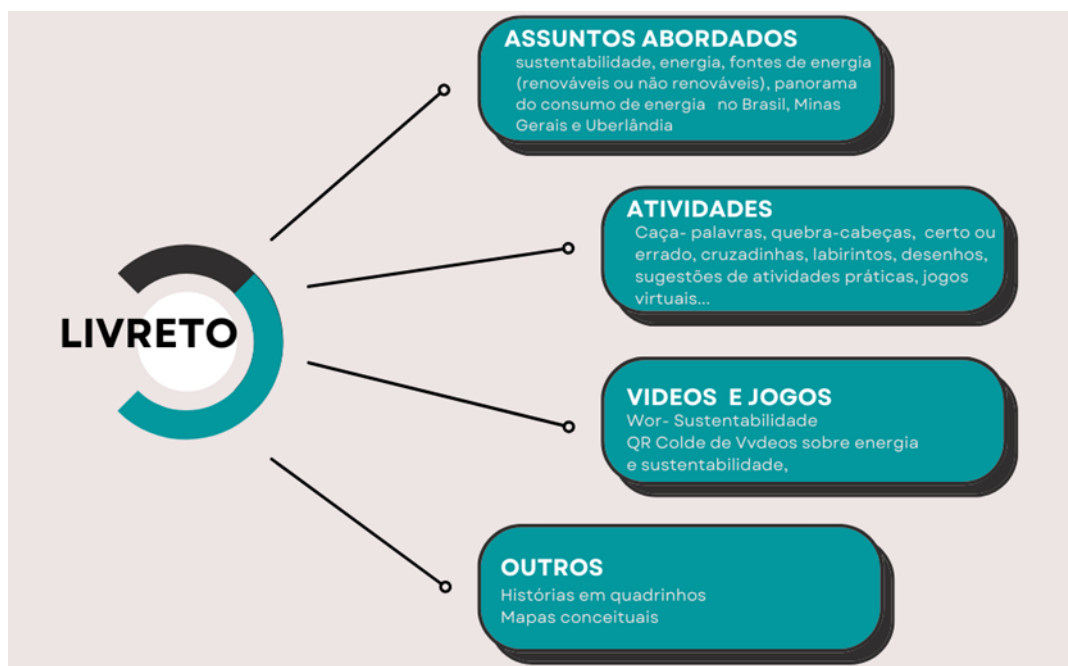 ASSUNTOS ABORDADOS
sustentabilidade, energia, fontes de energia
(renováveis ou não renováveis), panorama
do consumo de energia no Brasil, Minas
Gerais e Uberlândia
ATIVIDADES
Caça- palavras, quebra-cabeças, certo ou
errado, cruzadinhas, labirintos, desenhos,
sugestões de atividades práticas, jogos
virtuais...
LIVRETO
VIDEOS E JOGOS
Wor- Sustentabilidade
QR Colde de Vvdeos sobre energia
e sustentabilidade,
OUTROS
Histórias em quadrinhos
Mapas conceituais